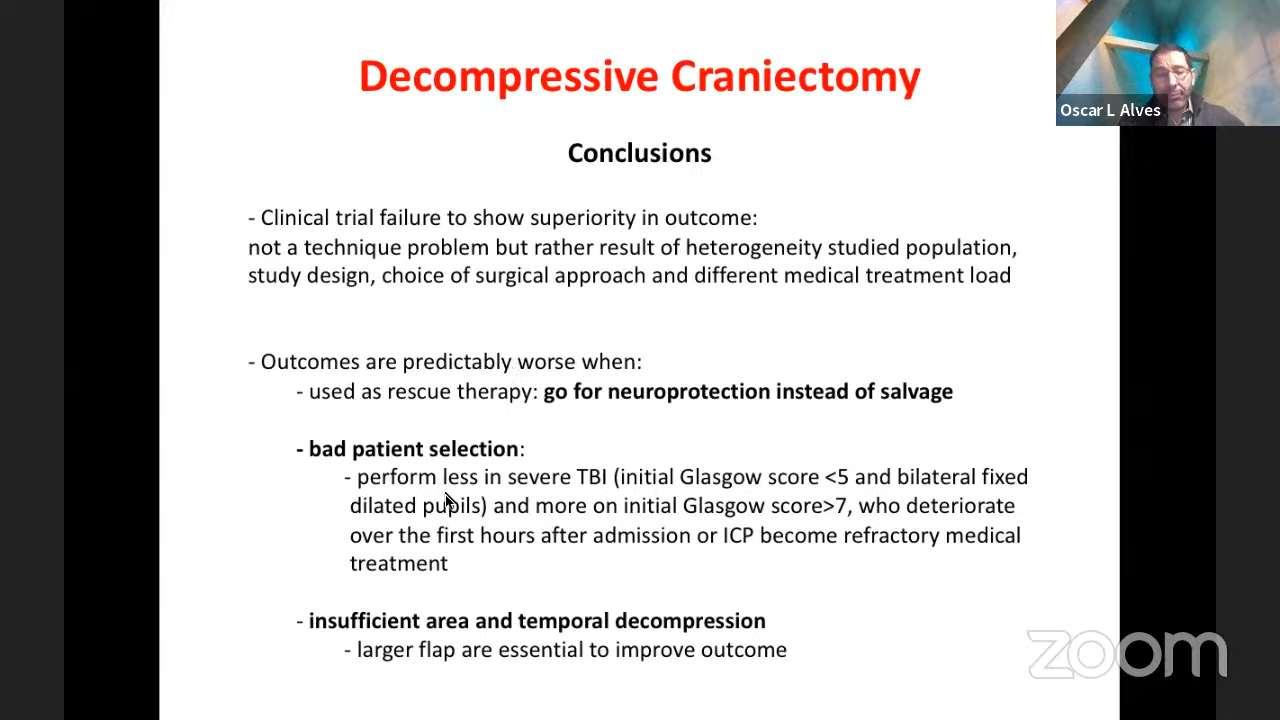 Decompressive Craniectomy
Oscar L Alves
Conclusions
- Clinical trial failure to show superiority in outcome:
not a technique problem but rather result of heterogeneity studied population,
study design, choice of surgical approach and different medical treatment load
- Outcomes are predictably worse when:
- used as rescue therapy: go for neuroprotection instead of salvage
- bad patient selection:
- perform less in severe TBI (initial Glasgow score <5 and bilateral fixed
dilated pupils) and more on initial Glasgow score>7, who deteriorate
over the first hours after admission or ICP become refractory medical
treatment
- insufficient area and temporal decompression
- larger flap are essential to improve outcome
zoom